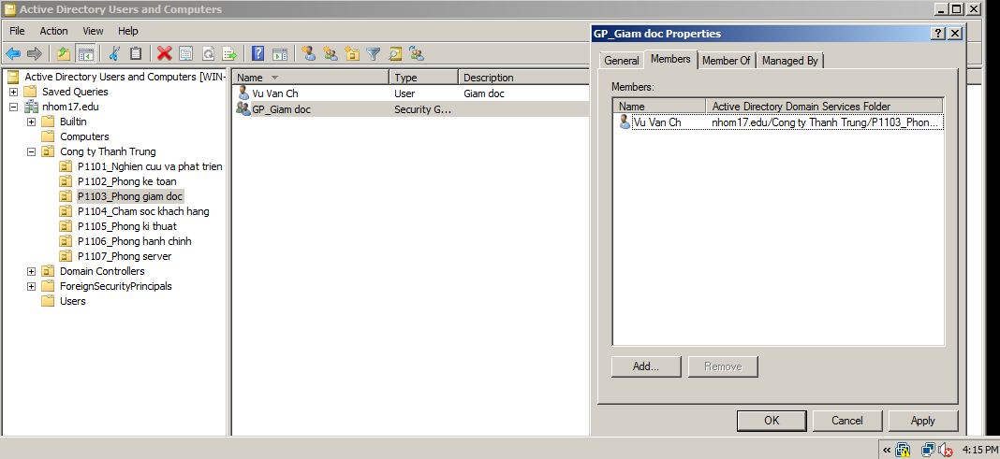 Active Directory Users and Computers
File Action View Help
Active Directory Users and Computers [WIN-
Saved Queries
nhom17.edu
Builtin
Computers
Cong ty Thanh Trung
P1101_Nghien cuu va phat trien
P1102_Phong ke toan
P1103_Phong giam doc
P1104_Cham soc khach hang
P1105_Phong ki thuat
P1106_Phong hanh chinh
P1107_Phong server
Domain Controllers
ForeignSecurityPrincipals
Users
Name Type Description
Vu Van Ch User Giam doc
GP_Giam doc Security G...
GP_Giam doc Properties
General Members Member Of Managed By
Members:
Name Active Directory Domain Services Folder
Vu Van Ch nhom17.edu/Cong ty Thanh Trung/P1103_Phon...
Add... Remove
OK Cancel Apply
4:15 PM